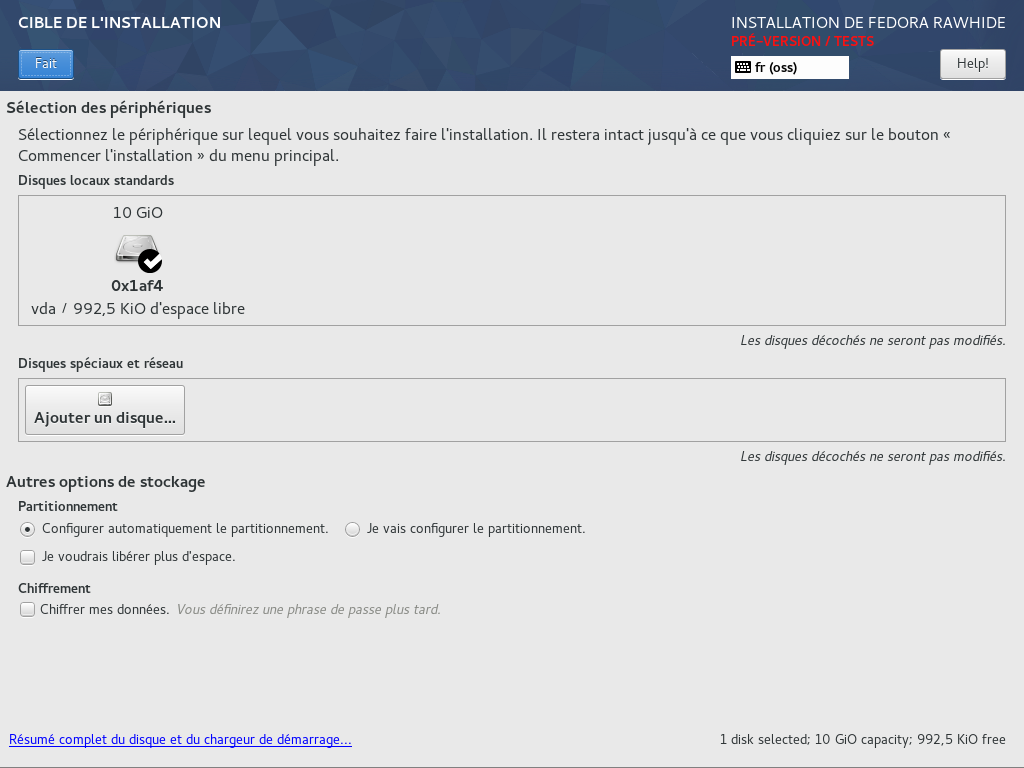 CIBLE DE L'INSTALLATION
INSTALLATION DE FEDORA RAWHIDE
PRÉ-VERSION / TESTS
Fait
fr (oss)
Help!
Sélection des périphériques
Sélectionnez le périphérique sur lequel vous souhaitez faire l'installation. Il restera intact jusqu'à ce que vous cliquiez sur le bouton «
Commencer l'installation » du menu principal.
Disques locaux standards
10 GiO
0x1af4
vda / 992,5 KiO d'espace libre
Les disques décochés ne seront pas modifiés.
Disques spéciaux et réseau
Ajouter un disque...
Les disques décochés ne seront pas modifiés.
Autres options de stockage
Partitionnement
Configurer automatiquement le partitionnement. Je vais configurer le partitionnement.
Je voudrais libérer plus d'espace.
Chiffrement
Chiffrer mes données. Vous définirez une phrase de passe plus tard.
Résumé complet du disque et du chargeur de démarrage... 1 disk selected; 10 GiO capacity; 992,5 KiO free